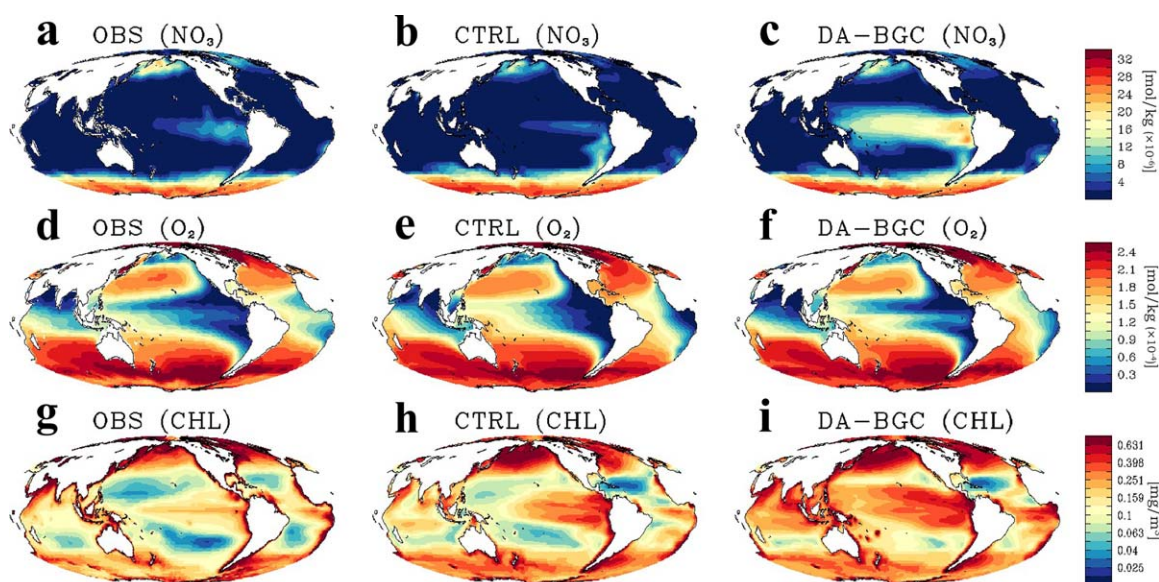 a OBS (NO₃)
b CTRL (NO₃)
c DA-BGC (NO₃)
32
28
24
20
16
12
8
4
[mol/kg (×10⁻⁶)]
d OBS (O₂)
e CTRL (O₂)
f DA-BGC (O₂)
2.4
2.1
1.8
1.5
1.2
0.9
0.6
0.3
[mol/kg (×10⁻⁴)]
g OBS (CHL)
h CTRL (CHL)
i DA-BGC (CHL)
0.631
0.398
0.251
0.159
0.1
0.063
0.04
0.025
[mg/m³]